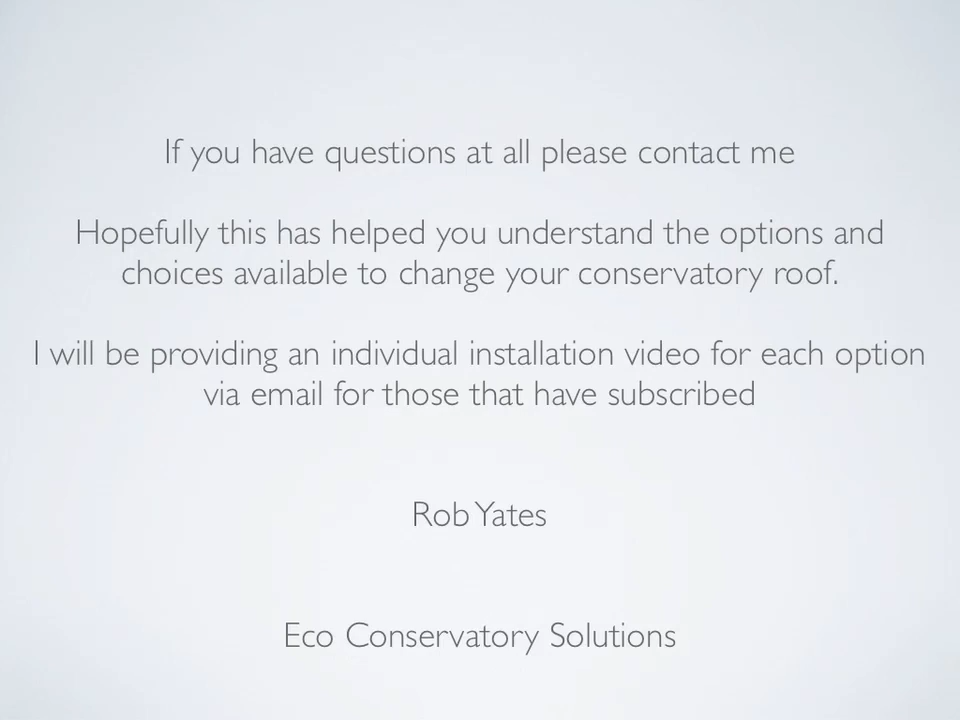 If you have questions at all please contact me
Hopefully this has helped you understand the options and
choices available to change your conservatory roof.
I will be providing an individual installation video for each option
via email for those that have subscribed
Rob Yates
Eco Conservatory Solutions